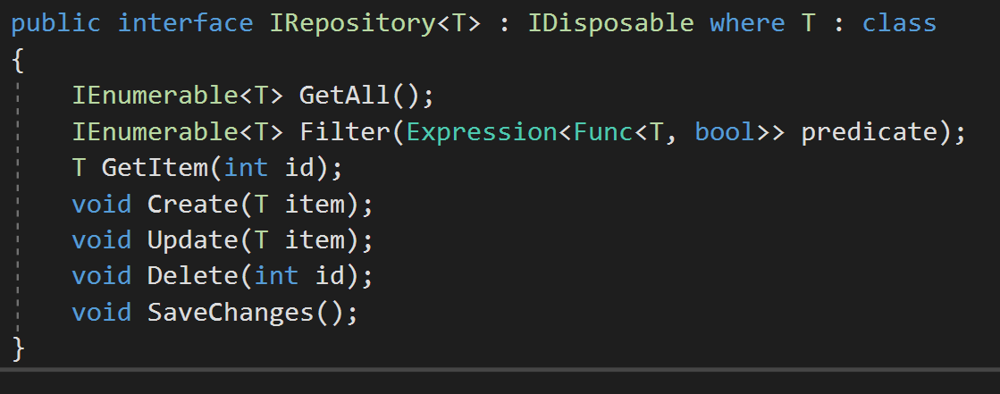 public interface IRepository<T> : IDisposable where T : class
{
    IEnumerable<T> GetAll();
    IEnumerable<T> Filter(Expression<Func<T, bool>> predicate);
    T GetItem(int id);
    void Create(T item);
    void Update(T item);
    void Delete(int id);
    void SaveChanges();
}